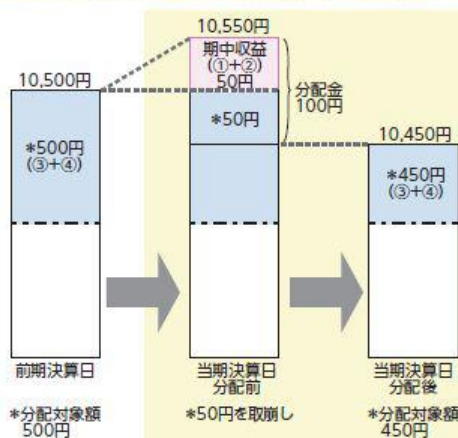 10,550円
期中収益
(①+②)
50円
分配金
100円
10,500円
*50円
10,450円
*500円
(③+④)
*450円
(③+④)
前期決算日
当期決算日
分配前
当期決算日
分配後
*分配対象額
500円
*50円を取崩し
*分配対象額
450円